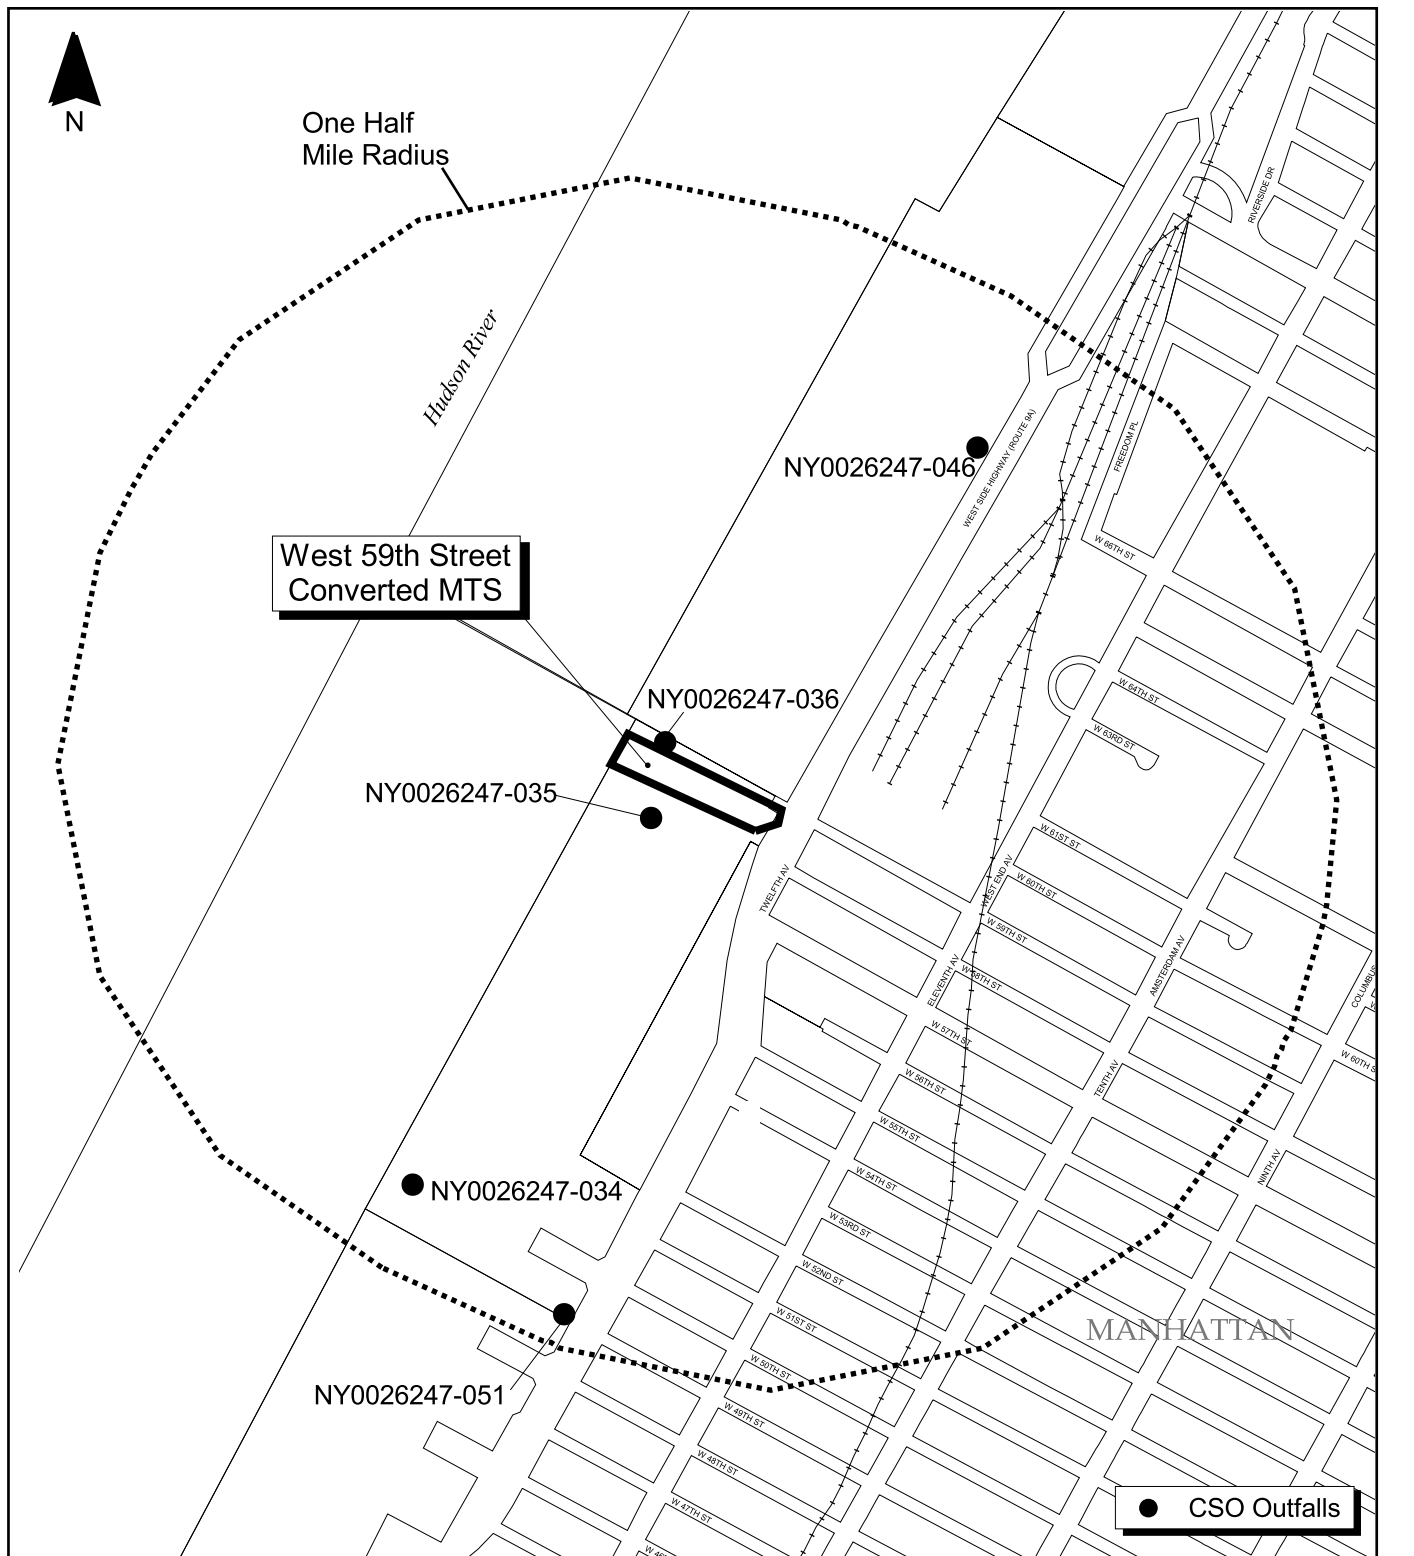 N
One Half
Mile Radius
RIVERSIDE DR
Hudson River
NY0026247-046
WEST SIDE HIGHWAY (ROUTE 9A)
FREEDOM PL
W 66TH ST
West 59th Street
Converted MTS
NY0026247-036
W 64TH ST
W 63RD ST
NY0026247-035
W 61ST ST
TWELFTH AV
WEST END AV
W 60TH ST
W 59TH ST
AMSTERDAM AV
ELEVENTH AV
W 58TH ST
COLUMBUS
W 57TH ST
W 60TH S
TENTH AV
W 56TH ST
W 55TH ST
NINTH AV
W 54TH ST
NY0026247-034
W 53RD ST
W 52ND ST
W 51ST ST
MANHATTAN
W 50TH ST
NY0026247-051
W 49TH ST
W 48TH ST
W 47TH ST
CSO Outfalls